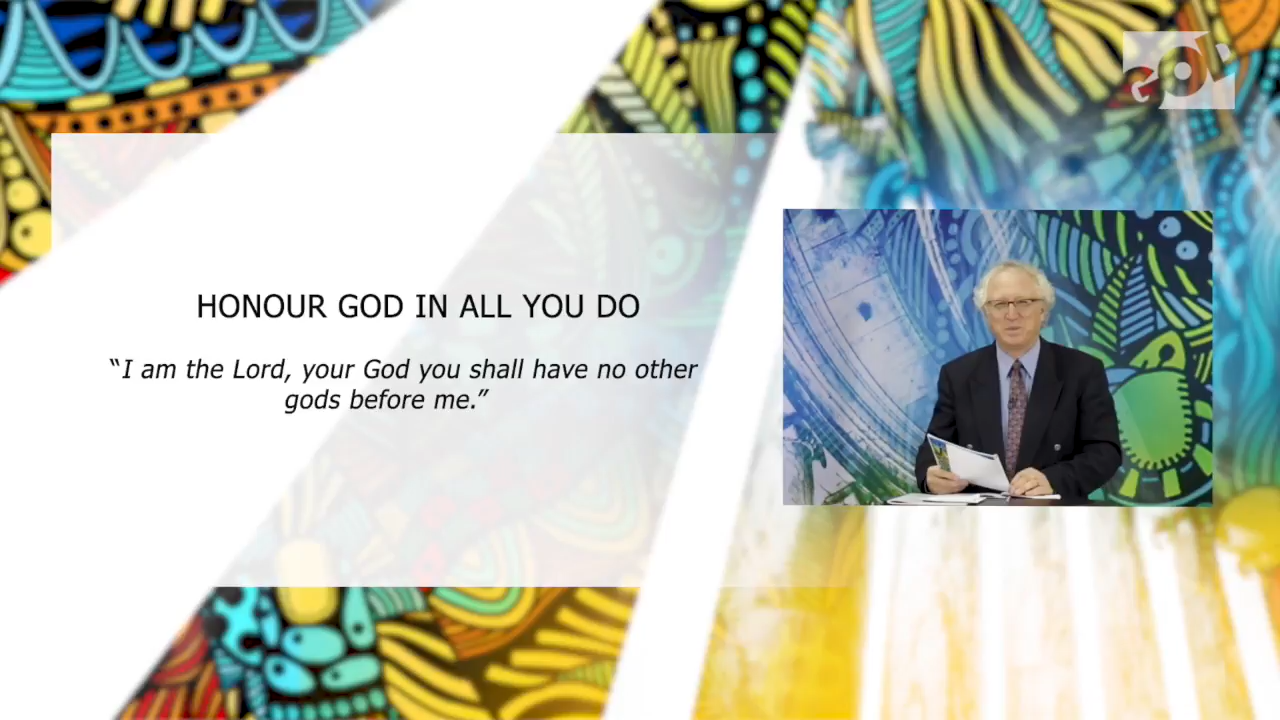 HONOUR GOD IN ALL YOU DO
“I am the Lord, your God you shall have no other
gods before me.”